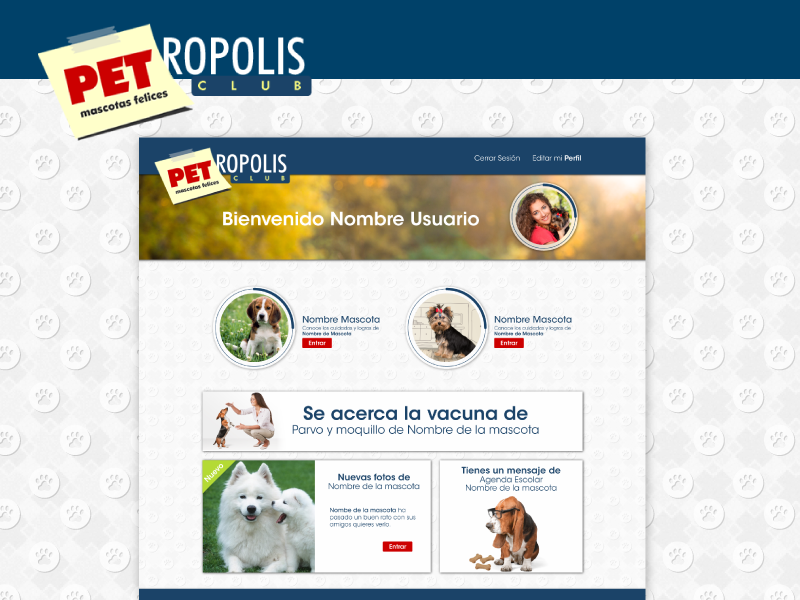 PET ROPOLIS
mascotas felices
CLUB
PET ROPOLIS
mascotas felices
CLUB
Cerrar Sesión Editar mi Perfil
Bienvenido Nombre Usuario
Nombre Mascota
Conoce los cuidados y logros de
Nombre de Mascota
Entrar
Nombre Mascota
Conoce los cuidados y logros de
Nombre de Mascota
Entrar
Se acerca la vacuna de
Parvo y moquillo de Nombre de la mascota
Nuevo
Nuevas fotos de
Nombre de la mascota
Nombre de la mascota ha
pasado un buen rato con sus
amigos quieres verlo
Entrar
Tienes un mensaje de
Agenda Escolar
Nombre de la mascota